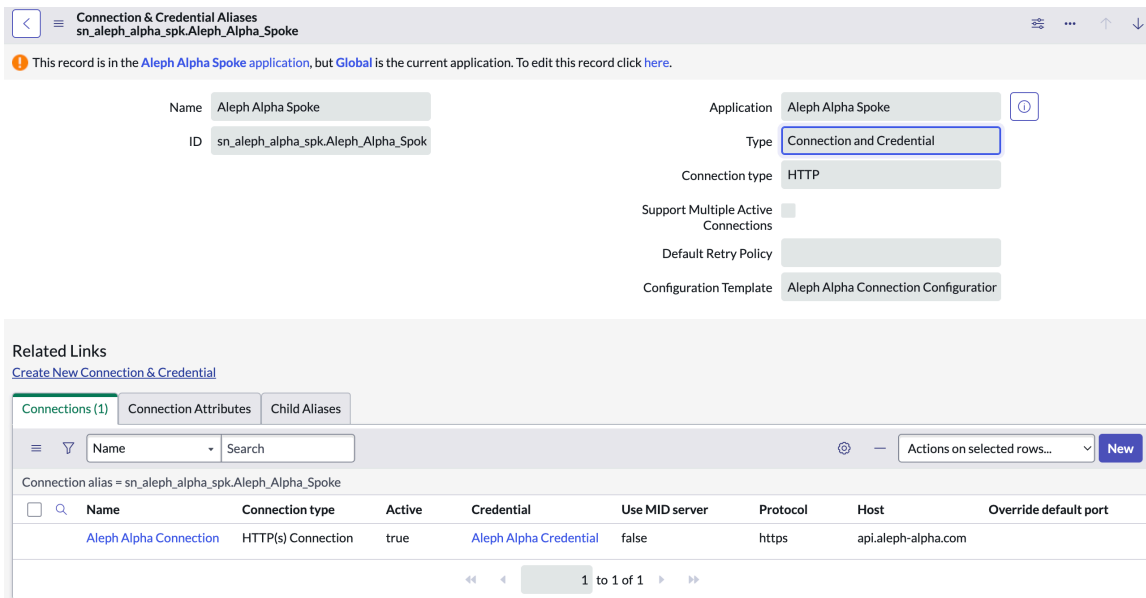 Connection & Credential Aliases
sn_aleph_alpha_spk.Aleph_Alpha_Spoke
This record is in the Aleph Alpha Spoke application, but Global is the current application. To edit this record click here.
Name Aleph Alpha Spoke
ID sn_aleph_alpha_spk.Aleph_Alpha_Spok
Application Aleph Alpha Spoke
Type Connection and Credential
Connection type HTTP
Support Multiple Active
Connections
Default Retry Policy
Configuration Template Aleph Alpha Connection Configuratior
Related Links
Create New Connection & Credential
Connections (1) Connection Attributes Child Aliases
Name Search Actions on selected rows... New
Connection alias = sn_aleph_alpha_spk.Aleph_Alpha_Spoke
Name Connection type Active Credential Use MID server Protocol Host Override default port
Aleph Alpha Connection HTTP(s) Connection true Aleph Alpha Credential false https api.aleph-alpha.com
1 to 1 of 1